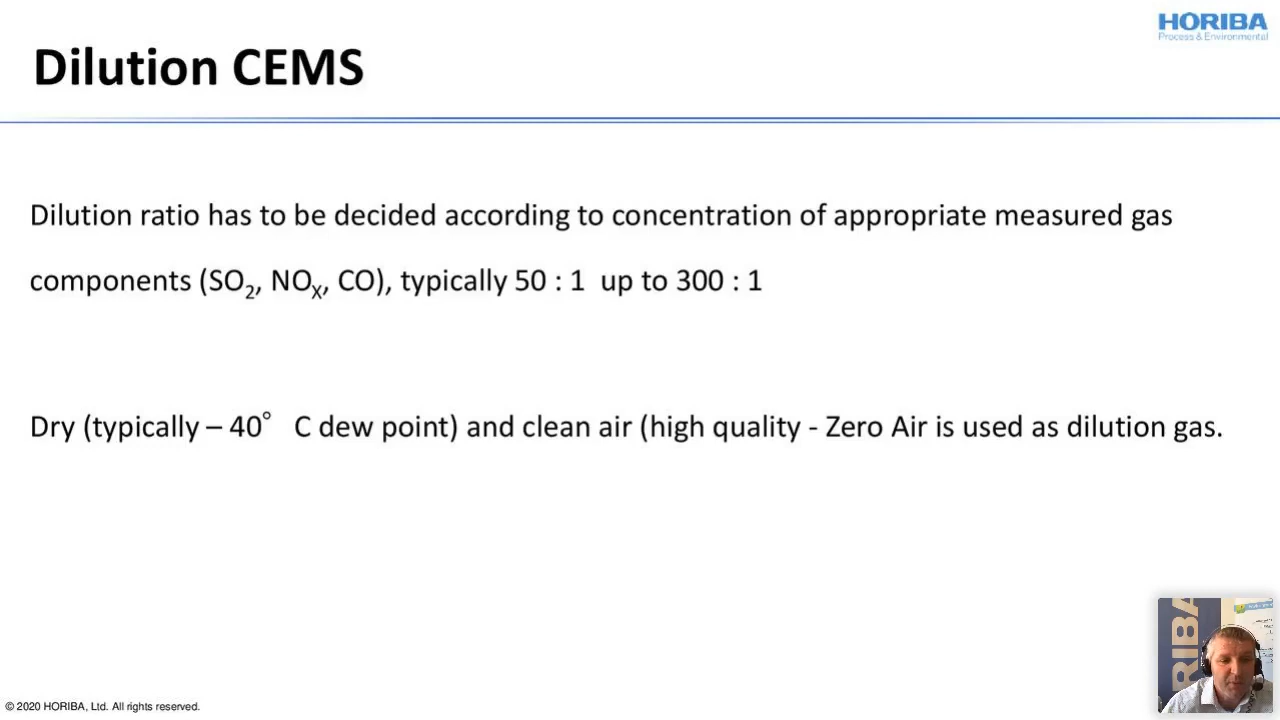 HORIBA
Process & Environmental
Dilution CEMS
Dilution ratio has to be decided according to concentration of appropriate measured gas
components (SO₂, NOₓ, CO), typically 50 : 1 up to 300 : 1
Dry (typically – 40° C dew point) and clean air (high quality - Zero Air is used as dilution gas.
RIBA
© 2020 HORIBA, Ltd. All rights reserved.